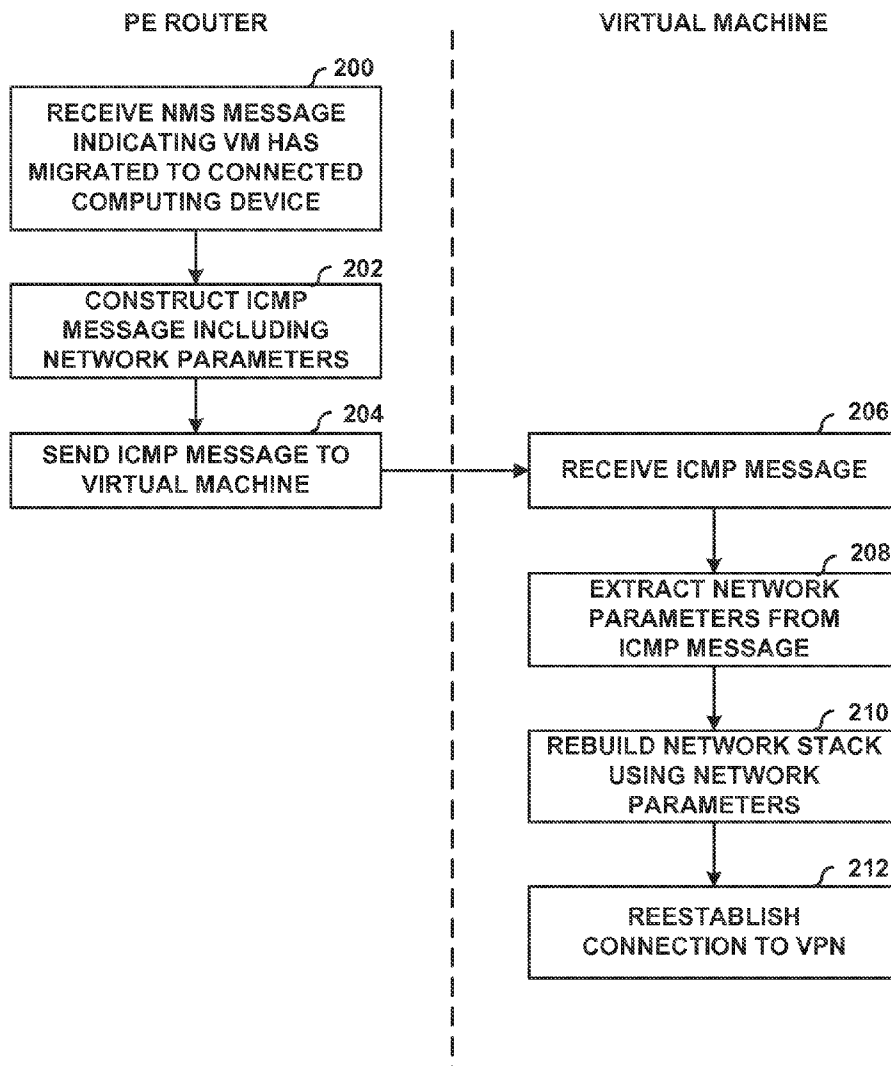 PE ROUTER
VIRTUAL MACHINE
200
RECEIVE NMS MESSAGE
INDICATING VM HAS
MIGRATED TO CONNECTED
COMPUTING DEVICE
202
CONSTRUCT ICMP
MESSAGE INCLUDING
NETWORK PARAMETERS
204
SEND ICMP MESSAGE TO
VIRTUAL MACHINE
206
RECEIVE ICMP MESSAGE
208
EXTRACT NETWORK
PARAMETERS FROM
ICMP MESSAGE
210
REBUILD NETWORK STACK
USING NETWORK
PARAMETERS
212
REESTABLISH
CONNECTION TO VPN